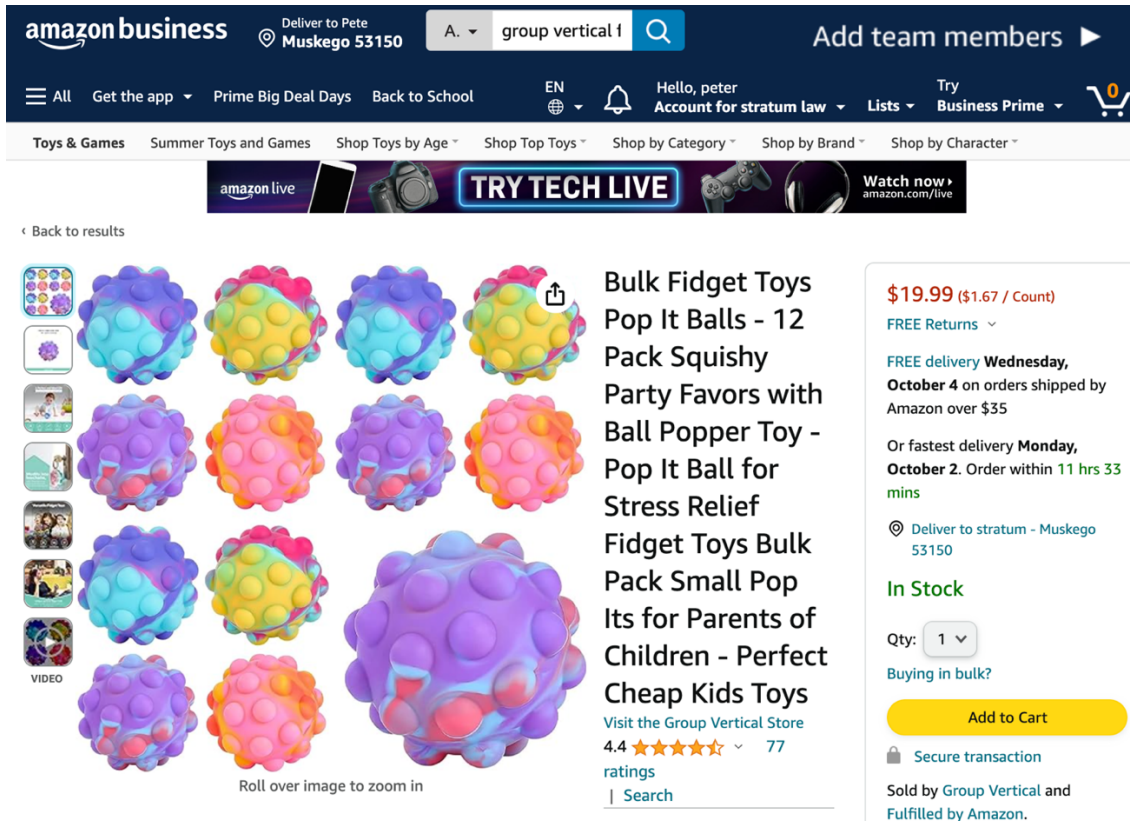 amazon business
Deliver to Pete
Muskego 53150
A.
group vertical f
Add team members
All
Get the app
Prime Big Deal Days
Back to School
EN
Hello, peter
Account for stratum law
Lists
Try
Business Prime
0
Toys & Games
Summer Toys and Games
Shop Toys by Age
Shop Top Toys
Shop by Category
Shop by Brand
Shop by Character
amazon live
TRY TECH LIVE
Watch now
amazon.com/live
‹ Back to results
VIDEO
Roll over image to zoom in
Bulk Fidget Toys
Pop It Balls - 12
Pack Squishy
Party Favors with
Ball Popper Toy -
Pop It Ball for
Stress Relief
Fidget Toys Bulk
Pack Small Pop
Its for Parents of
Children - Perfect
Cheap Kids Toys
Visit the Group Vertical Store
4.4
77
ratings
| Search
$19.99 ($1.67 / Count)
FREE Returns
FREE delivery Wednesday,
October 4 on orders shipped by
Amazon over $35
Or fastest delivery Monday,
October 2. Order within 11 hrs 33
mins
Deliver to stratum - Muskego
53150
In Stock
Qty: 1
Buying in bulk?
Add to Cart
Secure transaction
Sold by Group Vertical and
Fulfilled by Amazon.